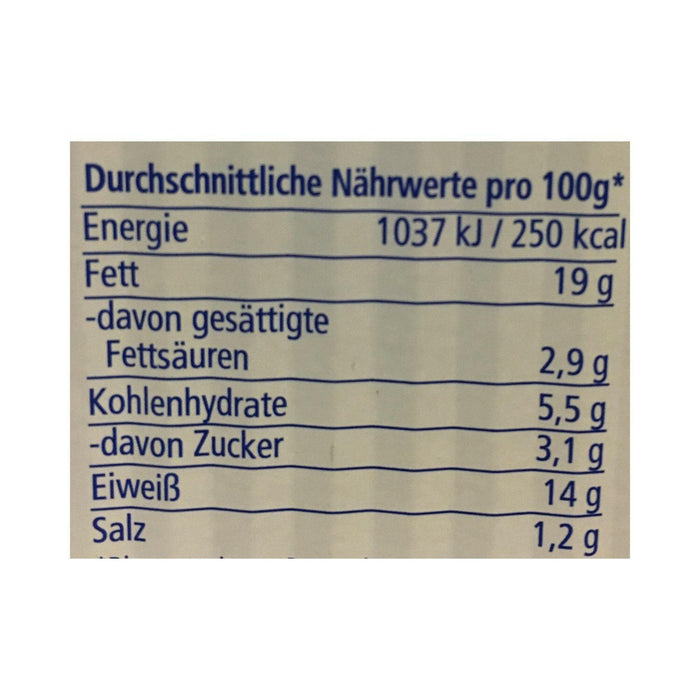 Durchschnittliche Nährwerte pro 100g*
Energie 1037 kJ / 250 kcal
Fett 19 g
-davon gesättigte
Fettsäuren 2,9 g
Kohlenhydrate 5,5 g
-davon Zucker 3,1 g
Eiweiß 14 g
Salz 1,2 g